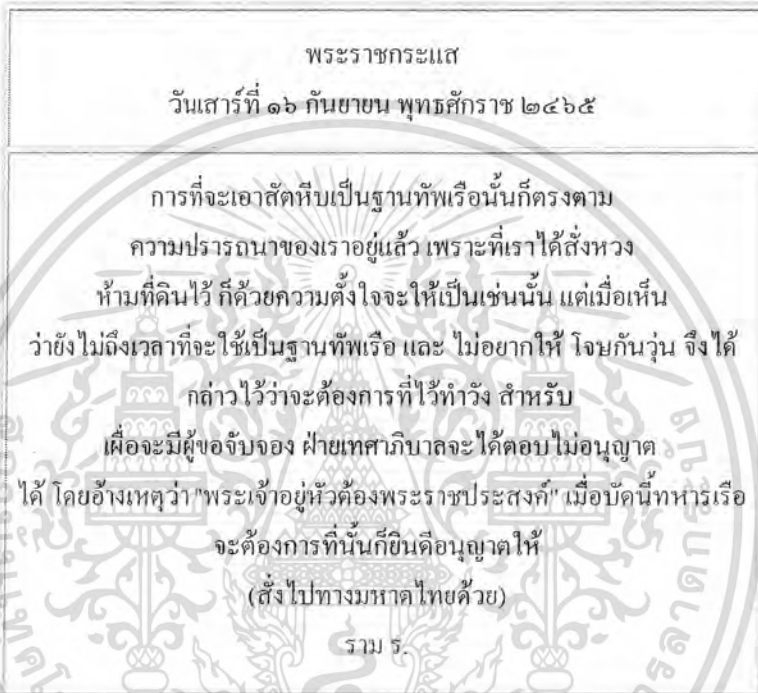 พระราชกระแส
วันเสาร์ที่ ๑๖ กันยายน พุทธศักราช ๒๔๖๕
การที่จะเอาสัตหีบเป็นฐานทัพเรือนั้นก็ตรงตาม
ความปรารถนาของเราอยู่แล้ว เพราะที่เราได้สั่งหวง
ห้ามที่ดินไว้ ก็ด้วยความตั้งใจจะให้เป็นเช่นนั้น แต่เมื่อเห็น
ว่ายังไม่ถึงเวลาที่จะใช้เป็นฐานทัพเรือ และ ไม่อยากให้ โจษกันวุ่น จึงได้
กล่าวไว้ว่าจะต้องการที่ไว้ทำวัง สำหรับ
เผื่อจะมีผู้ขอจับจอง ฝ่ายเทศาภิบาลจะได้ตอบไม่อนุญาต
ได้ โดยอ้างเหตุว่า "พระเจ้าอยู่หัวต้องพระราชประสงค์" เมื่อบัดนี้ทหารเรือ
จะต้องการที่นั้นก็ยินดีอนุญาตให้
(สั่งไปทางมหาดไทยด้วย)
ราม ร.